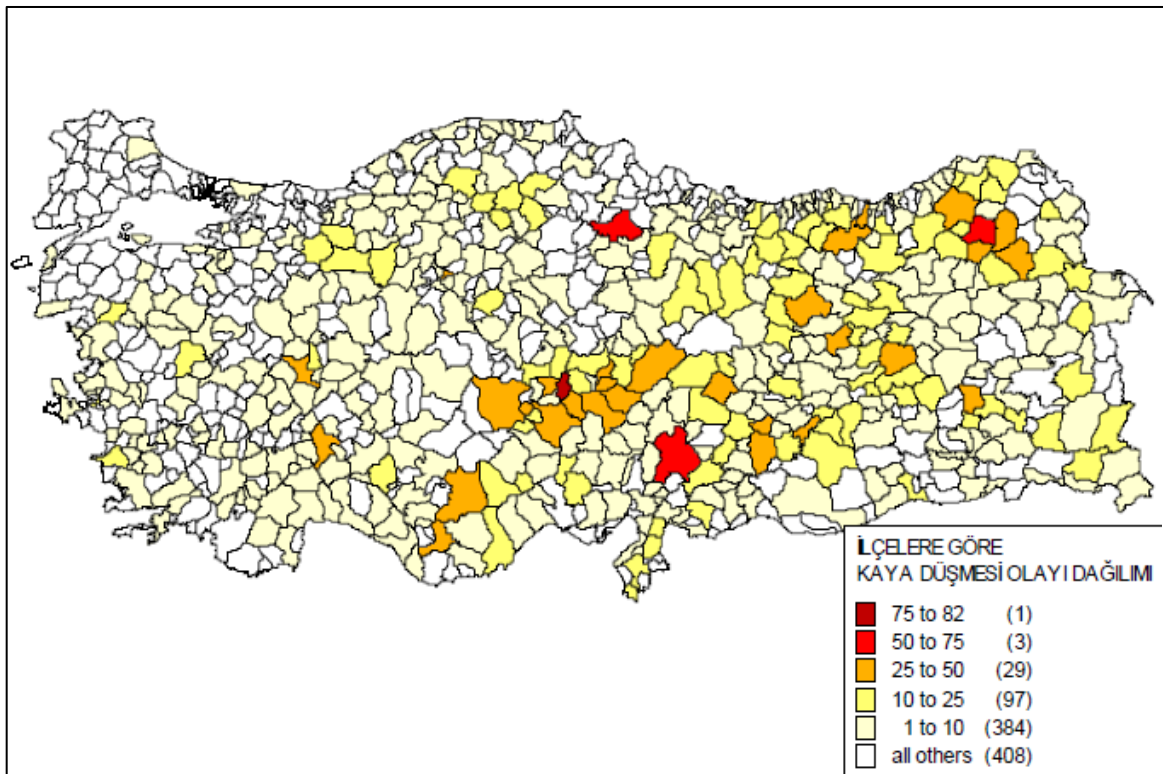 İLÇELERE GÖRE
KAYA DÜŞMESİ OLAYI DAĞILIMI
75 to 82 (1)
50 to 75 (3)
25 to 50 (29)
10 to 25 (97)
1 to 10 (384)
all others (408)